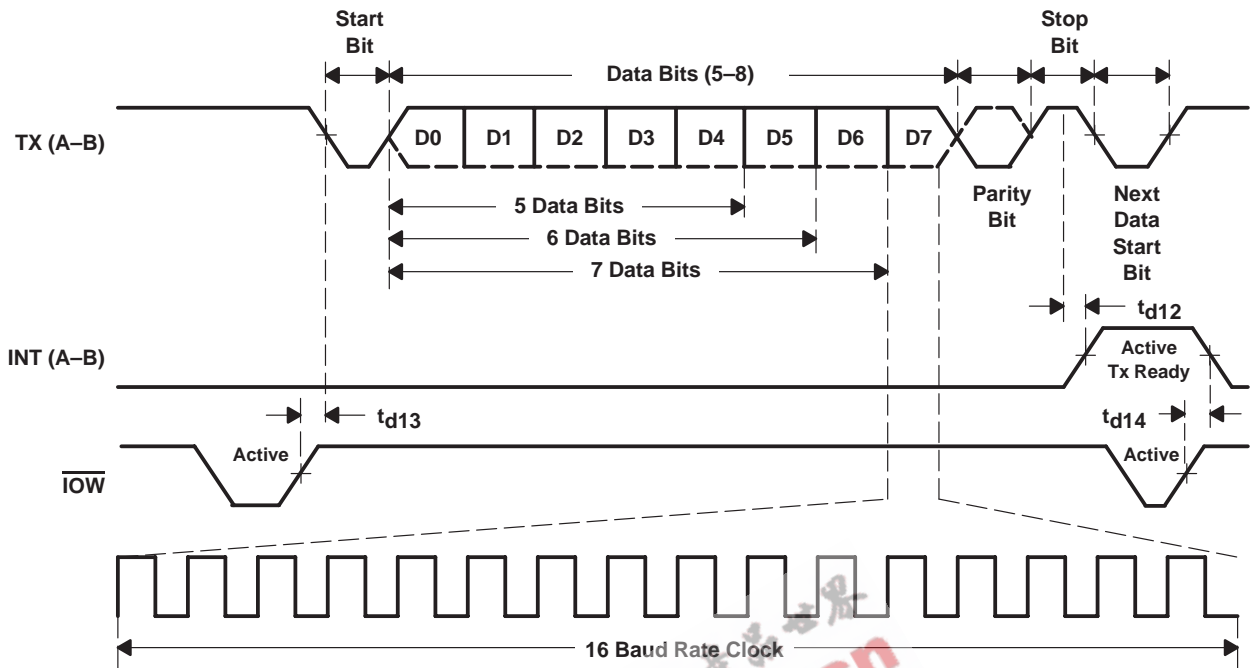 Start
Bit
Stop
Bit
Data Bits (5–8)
TX (A–B)
D0 D1 D2 D3 D4 D5 D6 D7
5 Data Bits
6 Data Bits
7 Data Bits
Parity
Bit
Next
Data
Start
Bit
td12
INT (A–B)
Active
Tx Ready
td13
td14
IOW
Active
Active
16 Baud Rate Clock